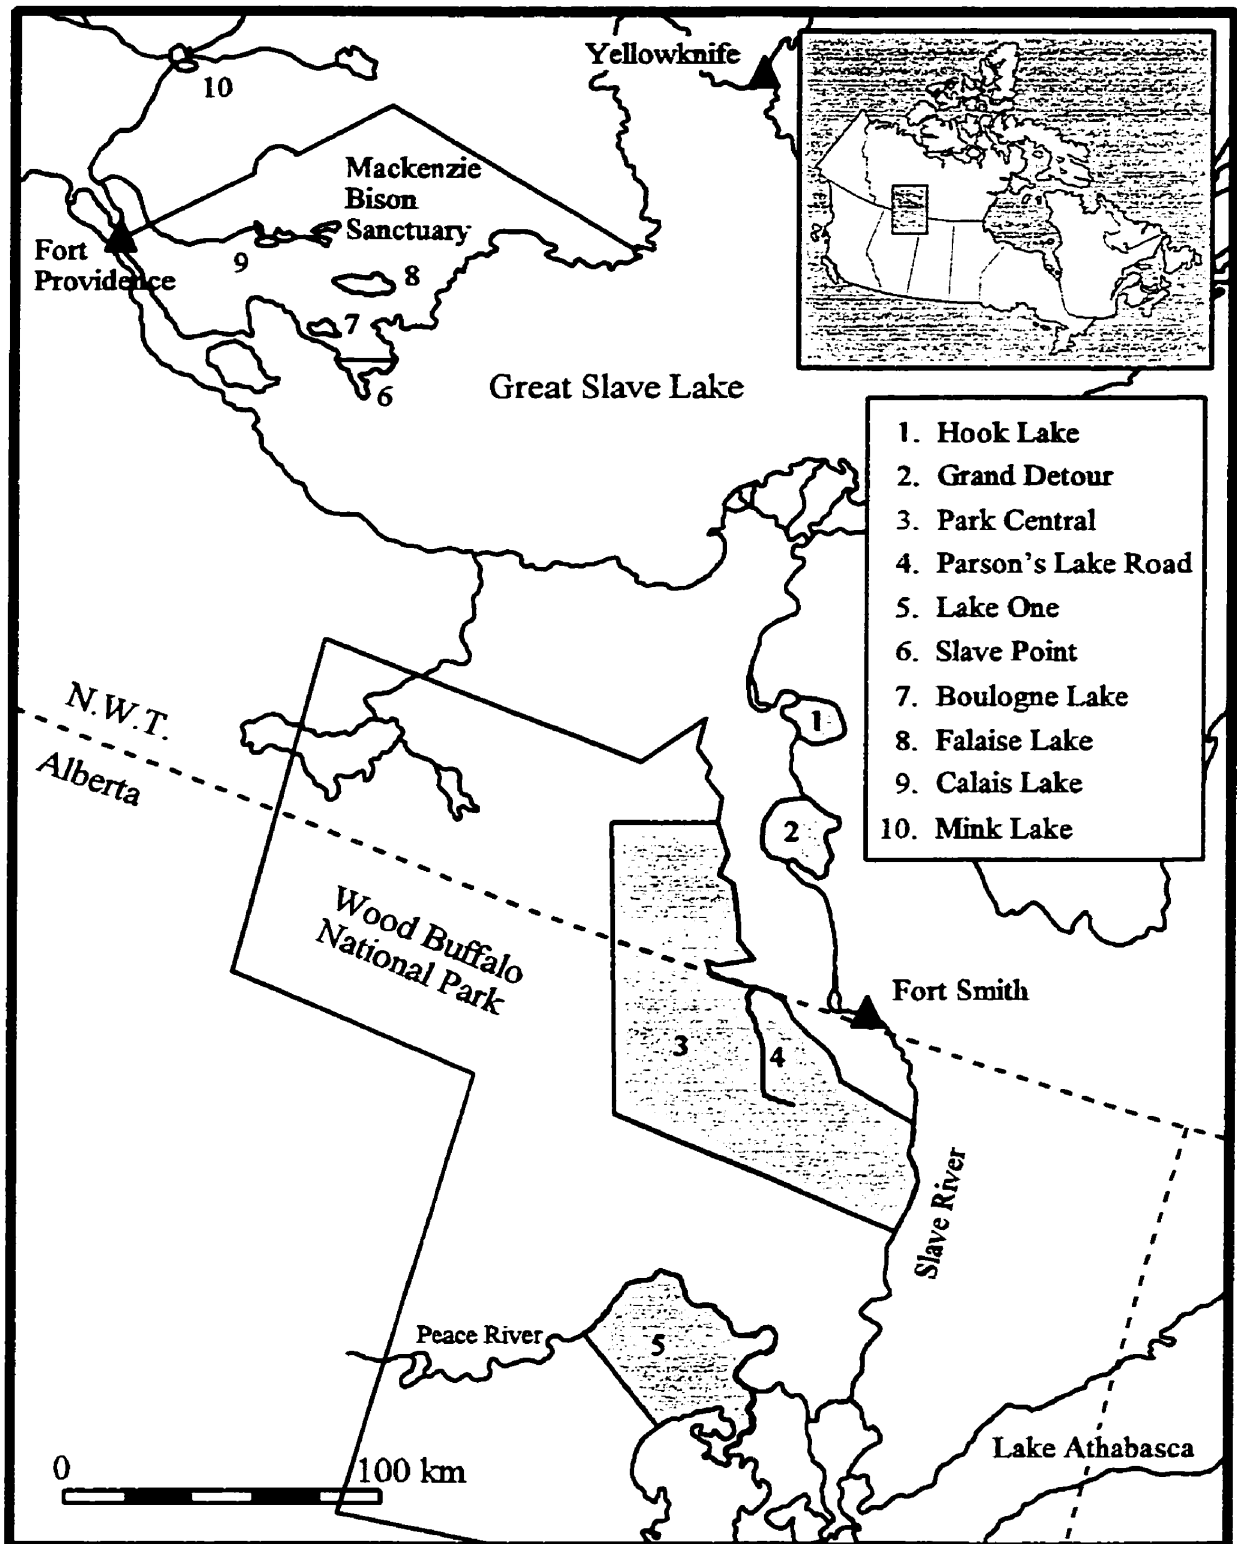 Yellowknife
10
Mackenzie
Bison
Sanctuary
Fort
Providence
9
8
7
6
Great Slave Lake
1. Hook Lake
2. Grand Detour
3. Park Central
4. Parson's Lake Road
5. Lake One
6. Slave Point
7. Boulogne Lake
8. Falaise Lake
9. Calais Lake
10. Mink Lake
N.W.T.
Alberta
1
2
Wood Buffalo
National Park
Fort Smith
3
4
Slave River
Peace River
5
Lake Athabasca
0 100 km